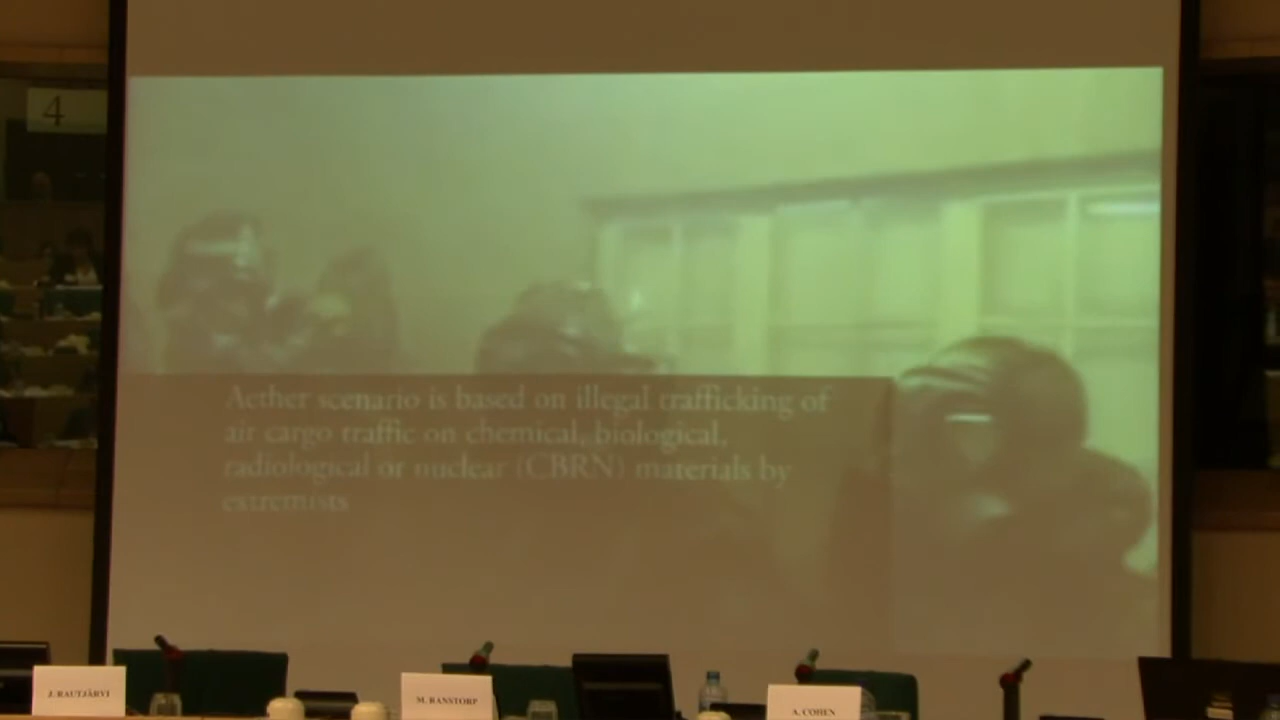 4
Aether scenario is based on illegal trafficking of
air cargo traffic on chemical, biological,
radiological or nuclear (CBRN) materials by
extremists
J. RAUTJÄRVI
M. RANSTORP
A. COHEN